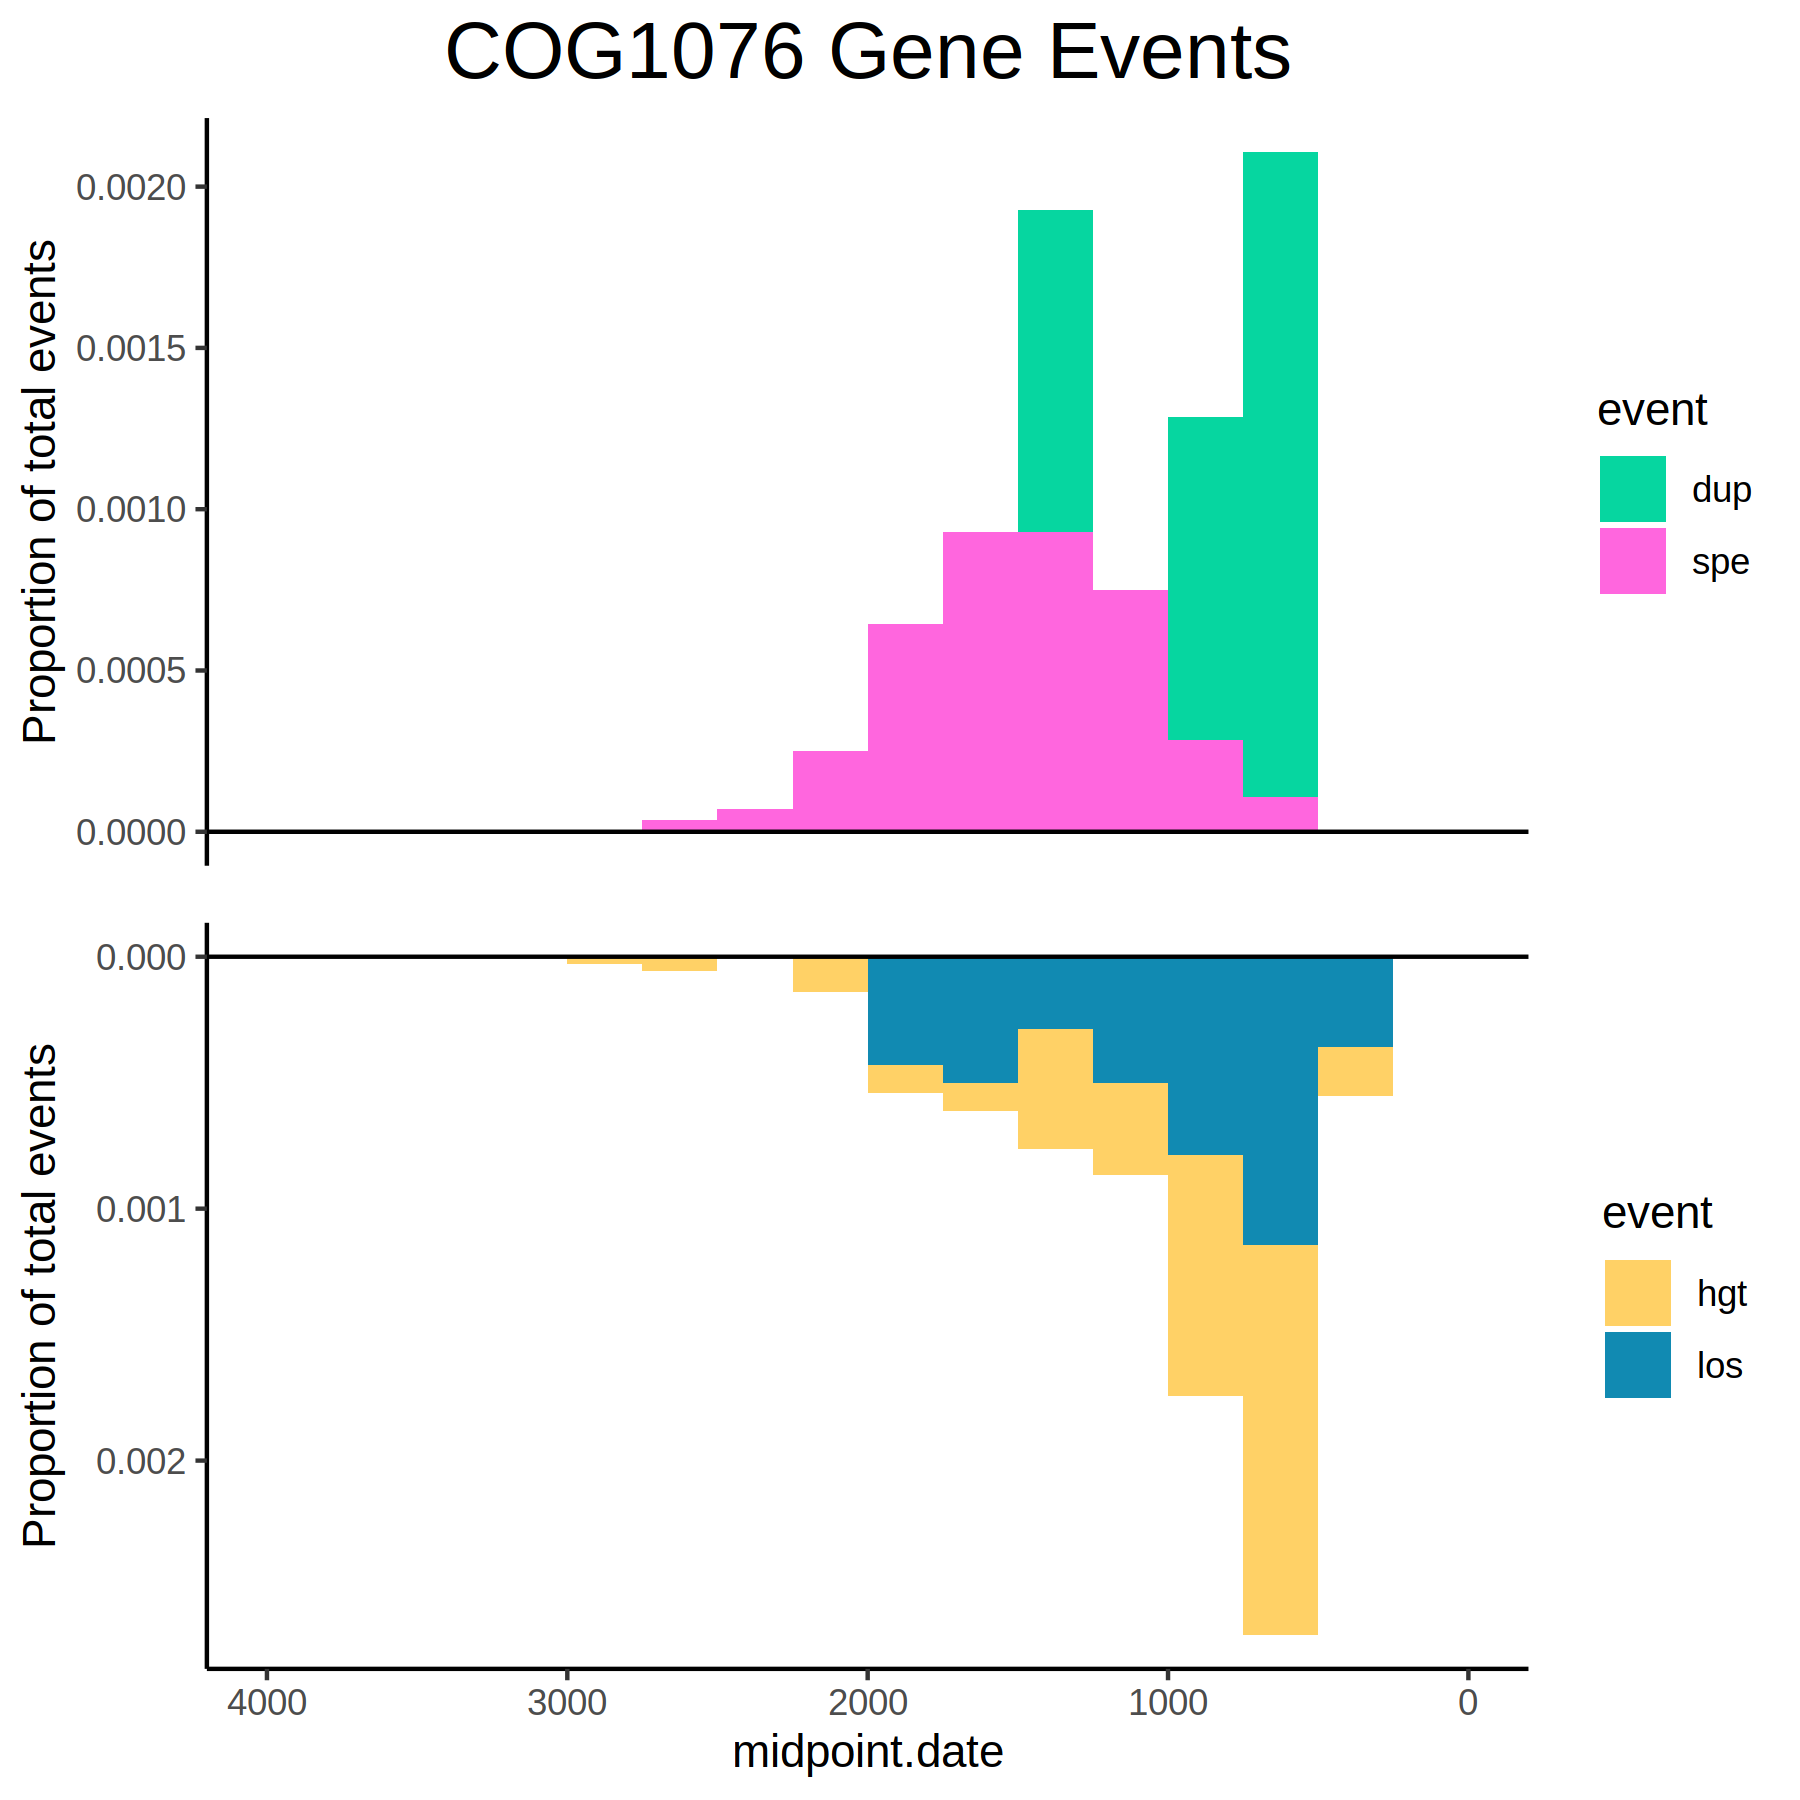 COG1076 Gene Events
Proportion of total events
0.0020
0.0015
0.0010
0.0005
0.0000
event
dup
spe
Proportion of total events
0.000
0.001
0.002
event
hgt
los
4000 3000 2000 1000 0
midpoint.date